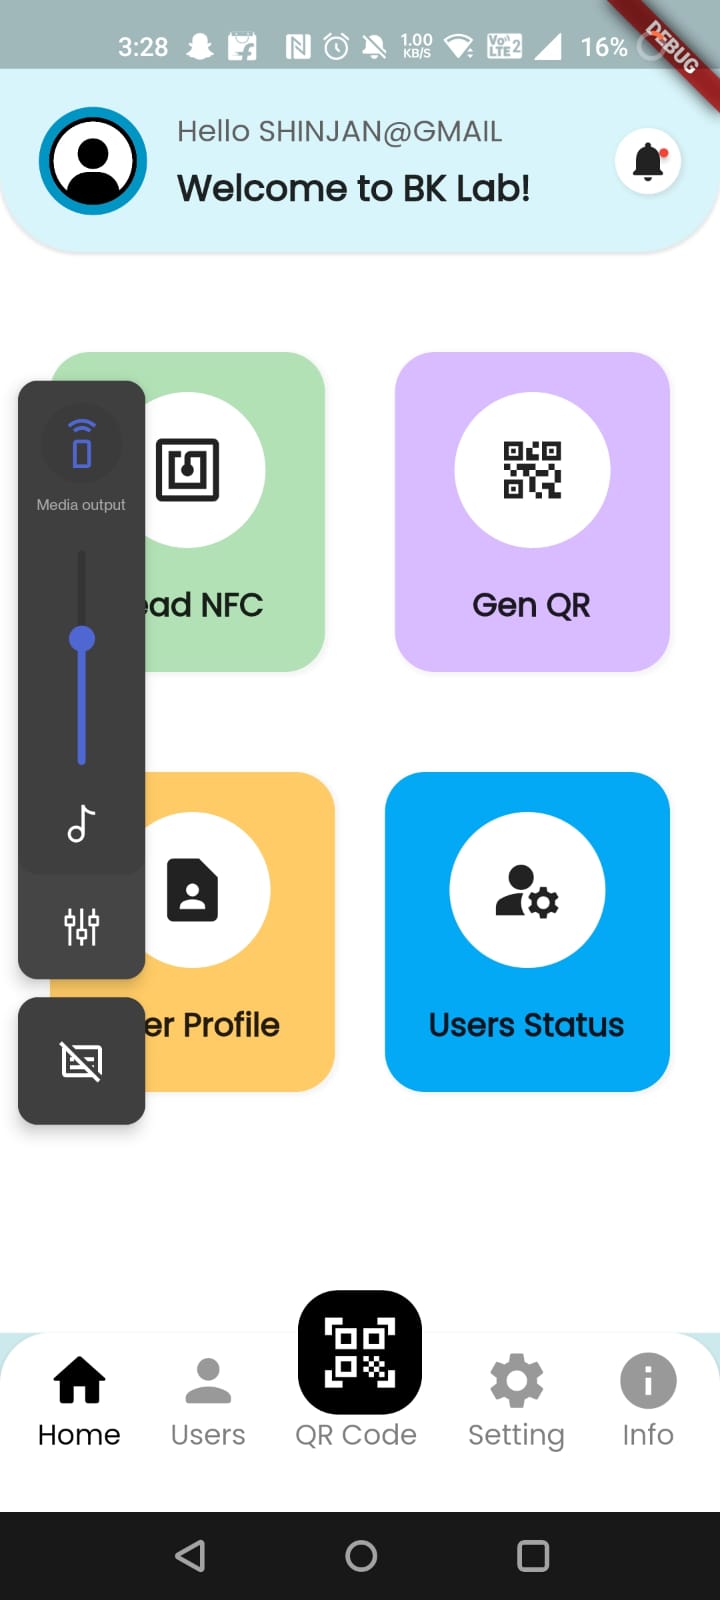 3:28
1.00
KB/S
Vo)
LTE 2
16%
DEBUG
Hello SHINJAN@GMAIL
Welcome to BK Lab!
Media output
ead NFC
Gen QR
er Profile
Users Status
Home
Users
QR Code
Setting
Info